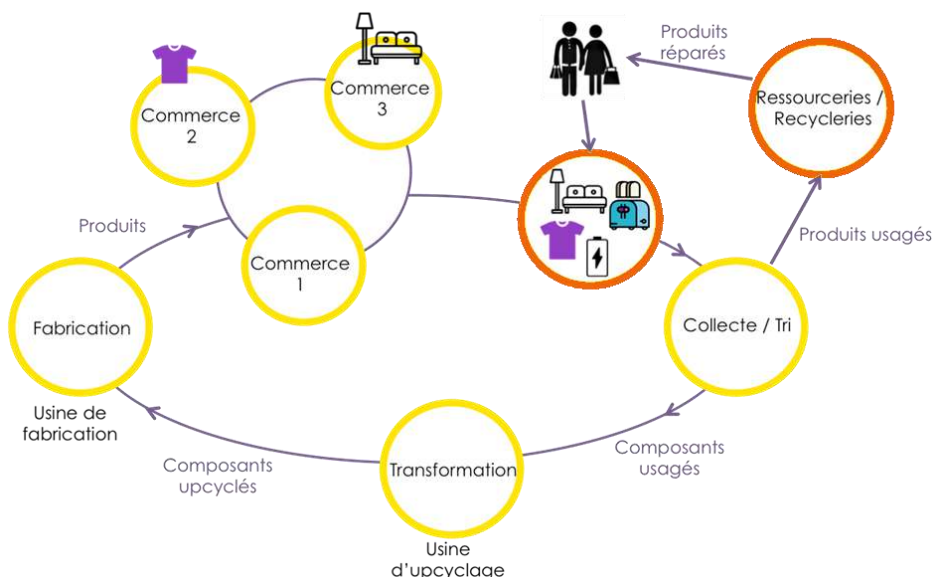 Produits
réparés
Ressourceries /
Recycleries
Commerce
3
Commerce
2
Produits
Produits usagés
Commerce
1
Fabrication
Collecte / Tri
Usine de
fabrication
Composants
usagés
Composants
upcyclés
Transformation
Usine
d'upcyclage